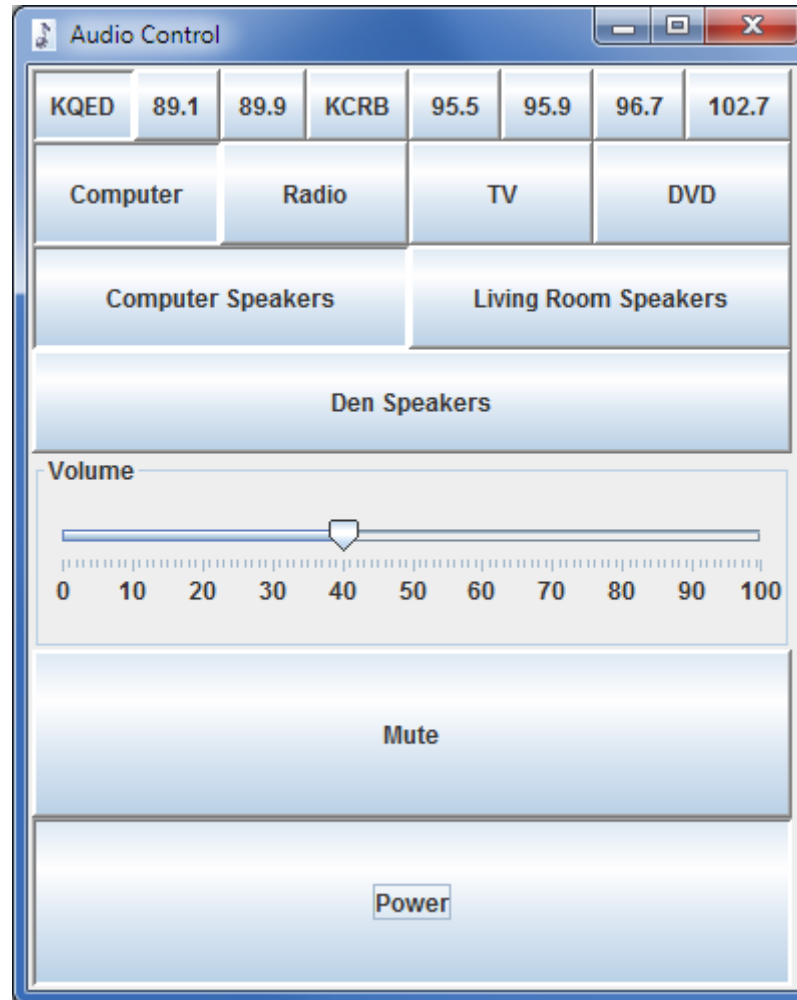 Audio Control
KQED 89.1 89.9 KCRB 95.5 95.9 96.7 102.7
Computer Radio TV DVD
Computer Speakers Living Room Speakers
Den Speakers
Volume
0 10 20 30 40 50 60 70 80 90 100
Mute
Power